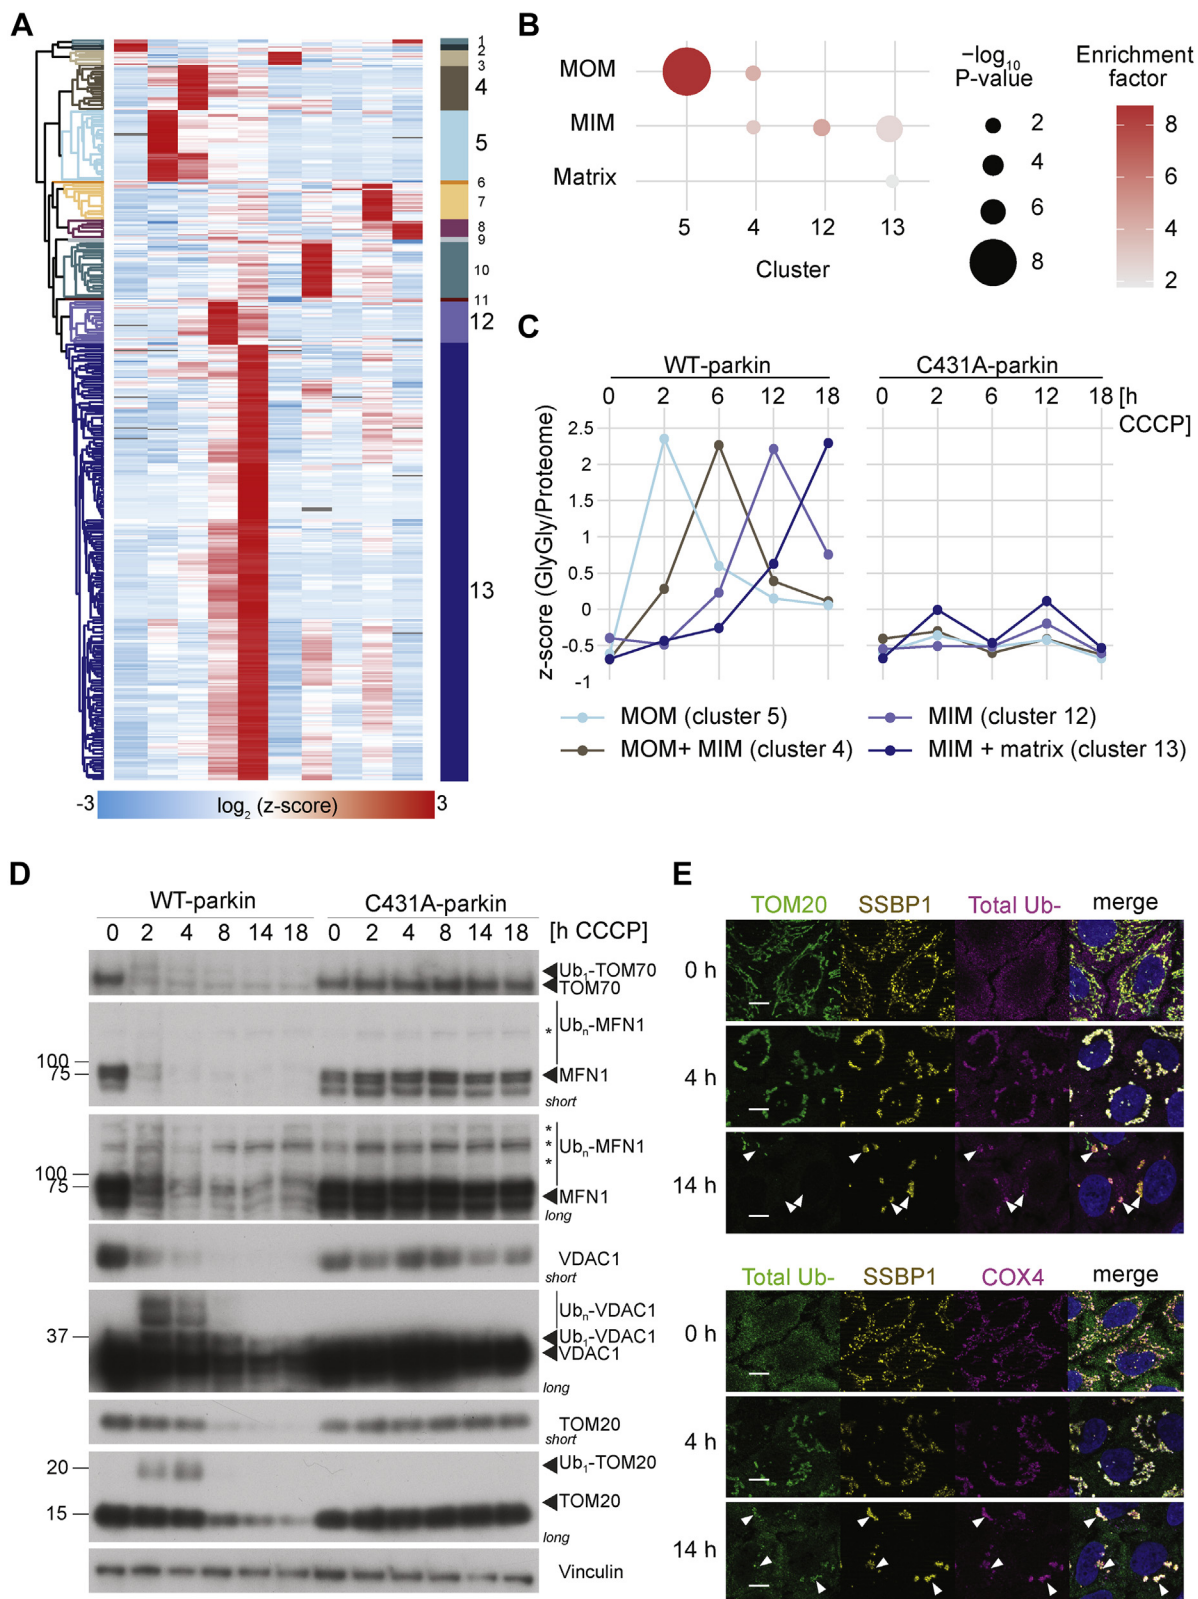 A
1
2
3
4
5
6
7
8
9
10
11
12
13
-3
log2 (z-score)
3
B
MOM
MIM
Matrix
5
4
12
13
Cluster
−log10
P-value
2
4
6
8
Enrichment
factor
8
6
4
2
C
WT-parkin
C431A-parkin
0 2 6 12 18
0 2 6 12 18 [h
CCCP]
z-score (GlyGly/Proteome)
2.5
2
1.5
1
0.5
0
-0.5
-1
MOM (cluster 5)
MIM (cluster 12)
MOM+ MIM (cluster 4)
MIM + matrix (cluster 13)
D
WT-parkin
C431A-parkin
0 2 4 8 14 18 0 2 4 8 14 18 [h CCCP]
Ub1-TOM70
TOM70
Ubn-MFN1
*
100
75
MFN1
short
*
* Ubn-MFN1
*
100
75
MFN1
long
VDAC1
short
Ubn-VDAC1
37
Ub1-VDAC1
VDAC1
long
TOM20
short
20
Ub1-TOM20
15
TOM20
long
Vinculin
E
TOM20 SSBP1 Total Ub- merge
0 h
4 h
14 h
Total Ub- SSBP1 COX4 merge
0 h
4 h
14 h